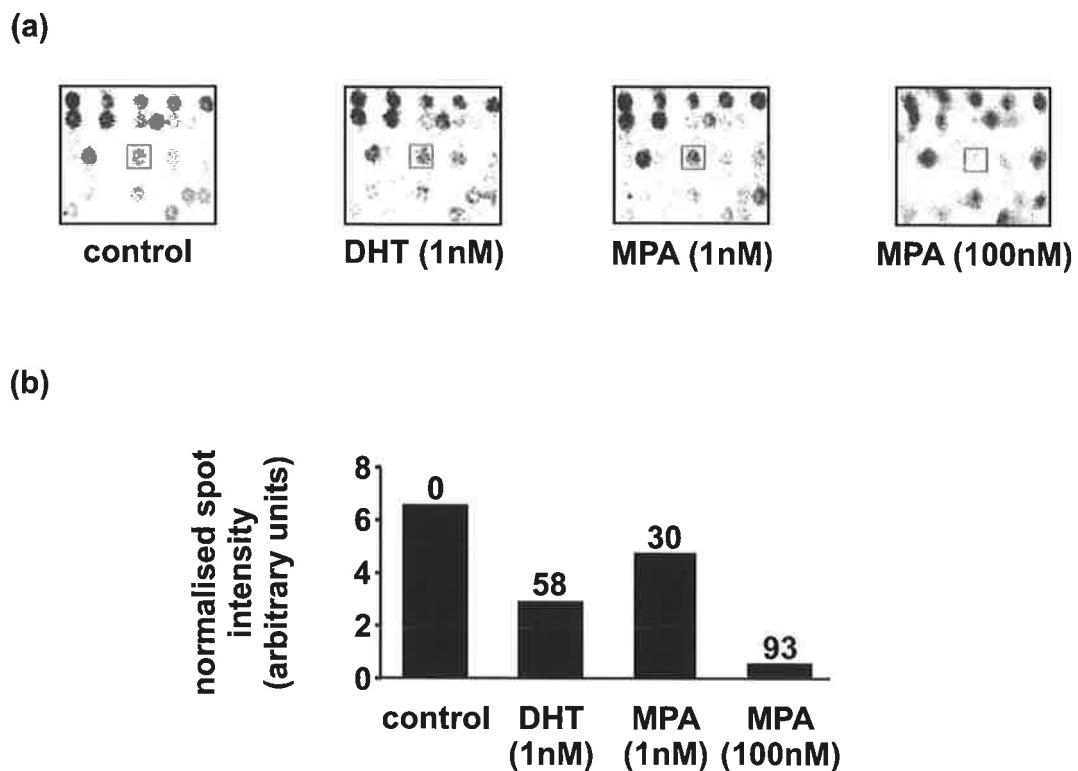 (a)
control
DHT (1nM)
MPA (1nM)
MPA (100nM)
(b)
normalised spot
intensity
(arbitrary units)
8
6
4
2
0
0
58
30
93
control
DHT
(1nM)
MPA
(1nM)
MPA
(100nM)